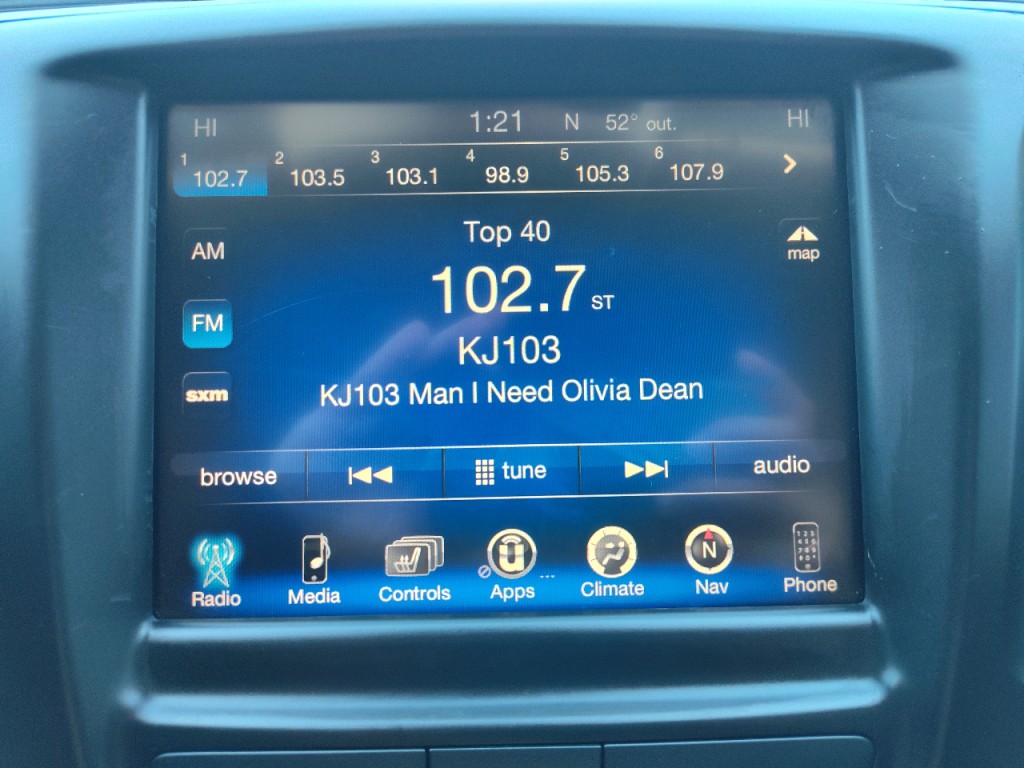 HI 1:21 N 52° out. HI
1 102.7 2 103.5 3 103.1 4 98.9 5 105.3 6 107.9
Top 40
AM
map
102.7 ST
FM
KJ103
KJ103 Man I Need Olivia Dean
sxm
browse tune audio
N
Radio Media Controls Apps Climate Nav Phone